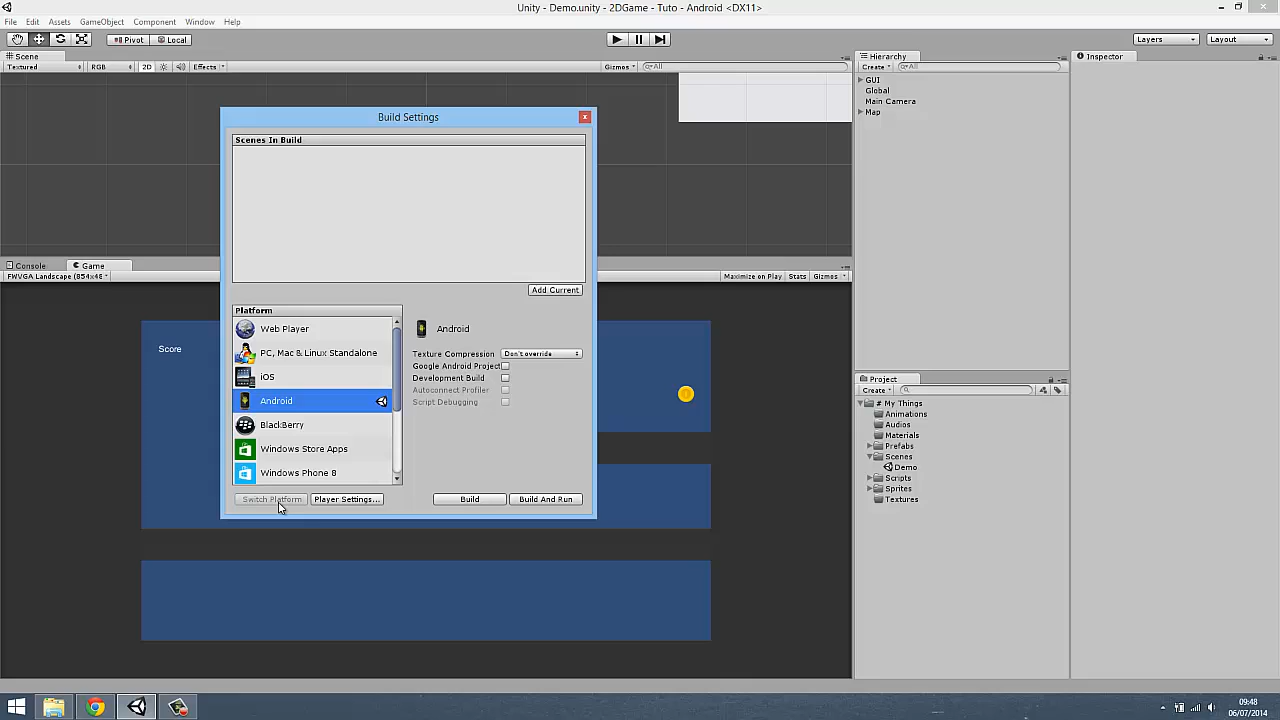 Unity - Demo.unity - 2DGame - Tuto - Android <DX11>
File Edit Assets GameObject Component Window Help
Pivot Local Layers Layout
Scene
Textured RGB 2D Effects Gizmos All
Hierarchy
Create All
GUI
Global
Main Camera
Map
Inspector
Build Settings
Scenes In Build
Add Current
Platform
Web Player
PC, Mac & Linux Standalone
iOS
Android
BlackBerry
Windows Store Apps
Windows Phone 8
Android
Texture Compression Don't override
Google Android Project
Development Build
Autoconnect Profiler
Script Debugging
Switch Platform Player Settings... Build Build And Run
Console Game
FWVGA Landscape (854x48 Maximize on Play Stats Gizmos
Score
Project
Create
# My Things
Animations
Audios
Materials
Prefabs
Scenes
Demo
Scripts
Sprites
Textures
09:48
06/07/2014